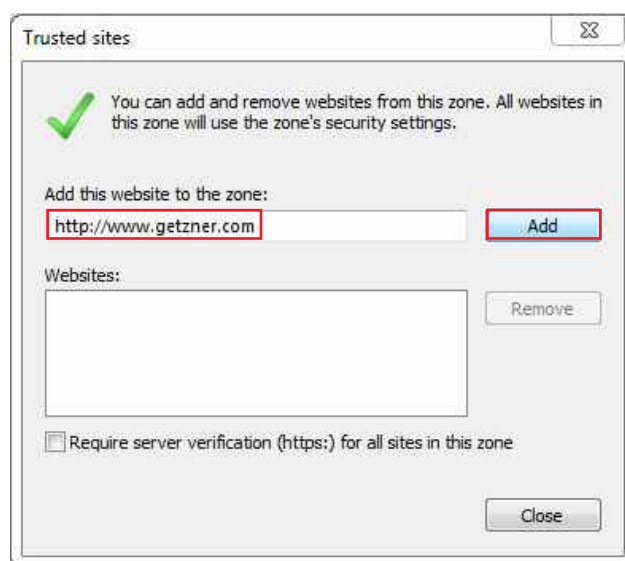 Trusted sites
You can add and remove websites from this zone. All websites in
this zone will use the zone's security settings.
Add this website to the zone:
http://www.getzner.com
Add
Websites:
Remove
Require server verification (https:) for all sites in this zone
Close